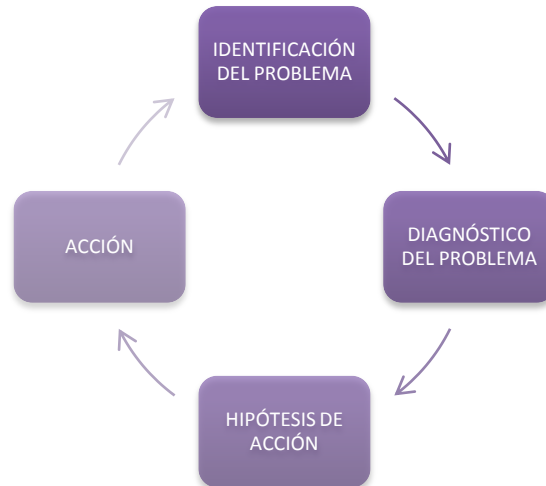 IDENTIFICACIÓN
DEL PROBLEMA
DIAGNÓSTICO
DEL PROBLEMA
HIPÓTESIS DE
ACCIÓN
ACCIÓN